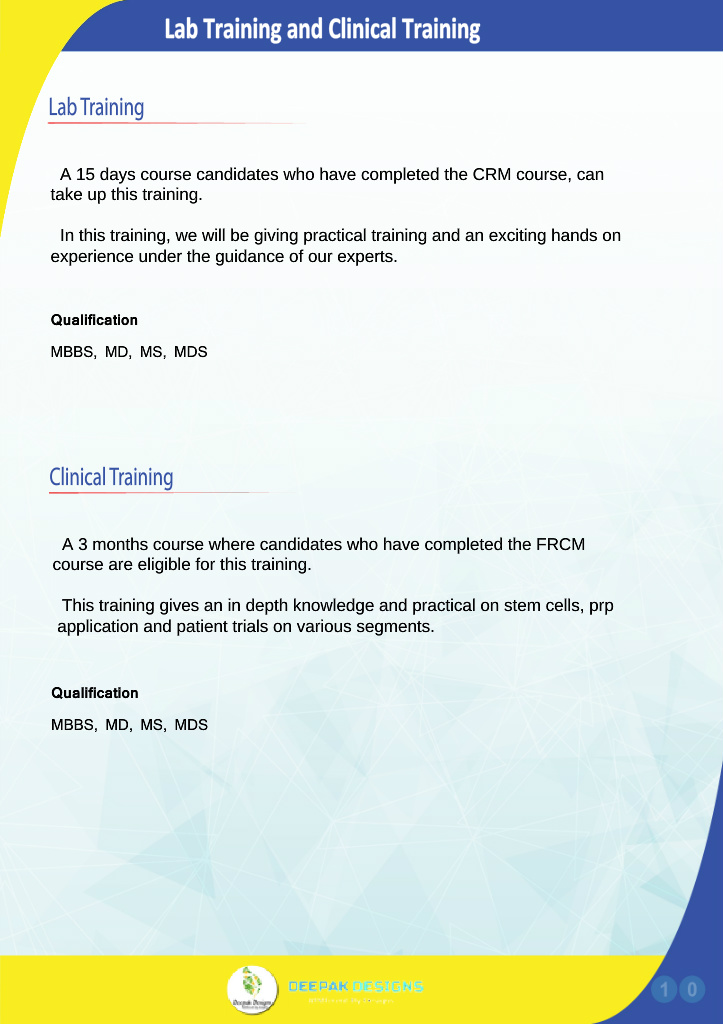 Lab Training and Clinical Training
Lab Training
A 15 days course candidates who have completed the CRM course, can
take up this training.
In this training, we will be giving practical training and an exciting hands on
experience under the guidance of our experts.
Qualification
MBBS, MD, MS, MDS
Clinical Training
A 3 months course where candidates who have completed the FRCM
course are eligible for this training.
This training gives an in depth knowledge and practical on stem cells, prp
application and patient trials on various segments.
Qualification
MBBS, MD, MS, MDS
Deepak Designs
DEEPAK DESIGNS
10